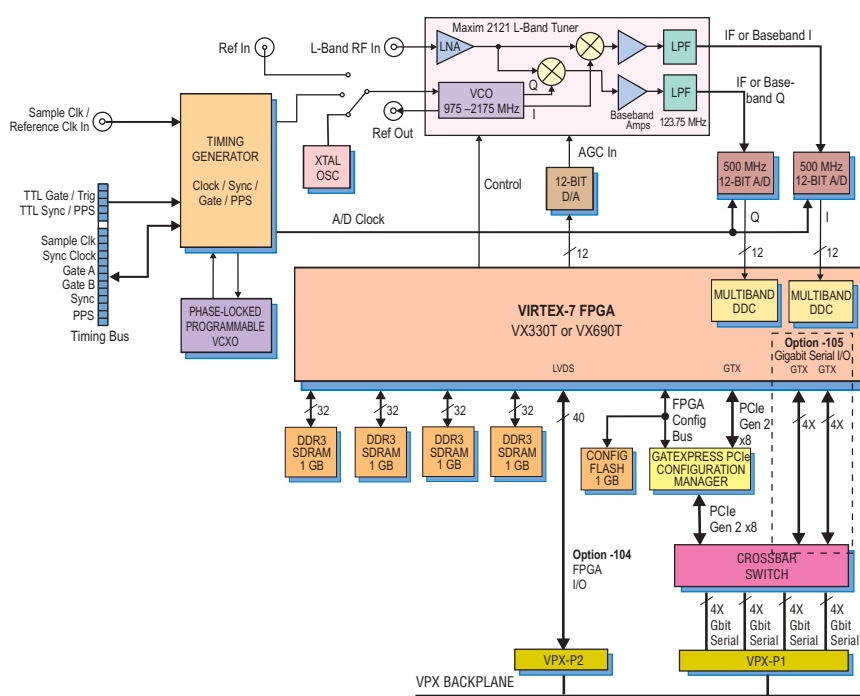 Maxim 2121 L-Band Tuner
Ref In
L-Band RF In
LNA
LPF
IF or Baseband I
VCO
975 –2175 MHz
Q
I
Baseband
Amps
LPF
123.75 MHz
IF or Base-
band Q
Ref Out
Sample Clk /
Reference Clk In
TIMING
GENERATOR
Clock / Sync /
Gate / PPS
XTAL
OSC
Control
AGC In
12-BIT
D/A
12
500 MHz
12-BIT A/D
500 MHz
12-BIT A/D
TTL Gate / Trig
TTL Sync / PPS
Sample Clk
Sync Clock
Gate A
Gate B
Sync
PPS
Timing Bus
A/D Clock
Q
I
12
12
PHASE-LOCKED
PROGRAMMABLE
VCXO
VIRTEX-7 FPGA
VX330T or VX690T
MULTIBAND
DDC
MULTIBAND
DDC
Option -105
Gigabit Serial I/O
LVDS
GTX
GTX
GTX
32
32
32
32
40
FPGA
Config
Bus
PCIe
Gen 2
x8
4X
4X
DDR3
SDRAM
1 GB
DDR3
SDRAM
1 GB
DDR3
SDRAM
1 GB
DDR3
SDRAM
1 GB
CONFIG
FLASH
1 GB
GATEXPRESS PCIe
CONFIGURATION
MANAGER
PCIe
Gen 2 x8
Option -104
FPGA
I/O
CROSSBAR
SWITCH
4X
Gbit
Serial
4X
Gbit
Serial
4X
Gbit
Serial
4X
Gbit
Serial
VPX-P2
VPX-P1
VPX BACKPLANE